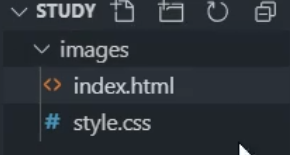 STUDY
images
<> index.html
# style.css